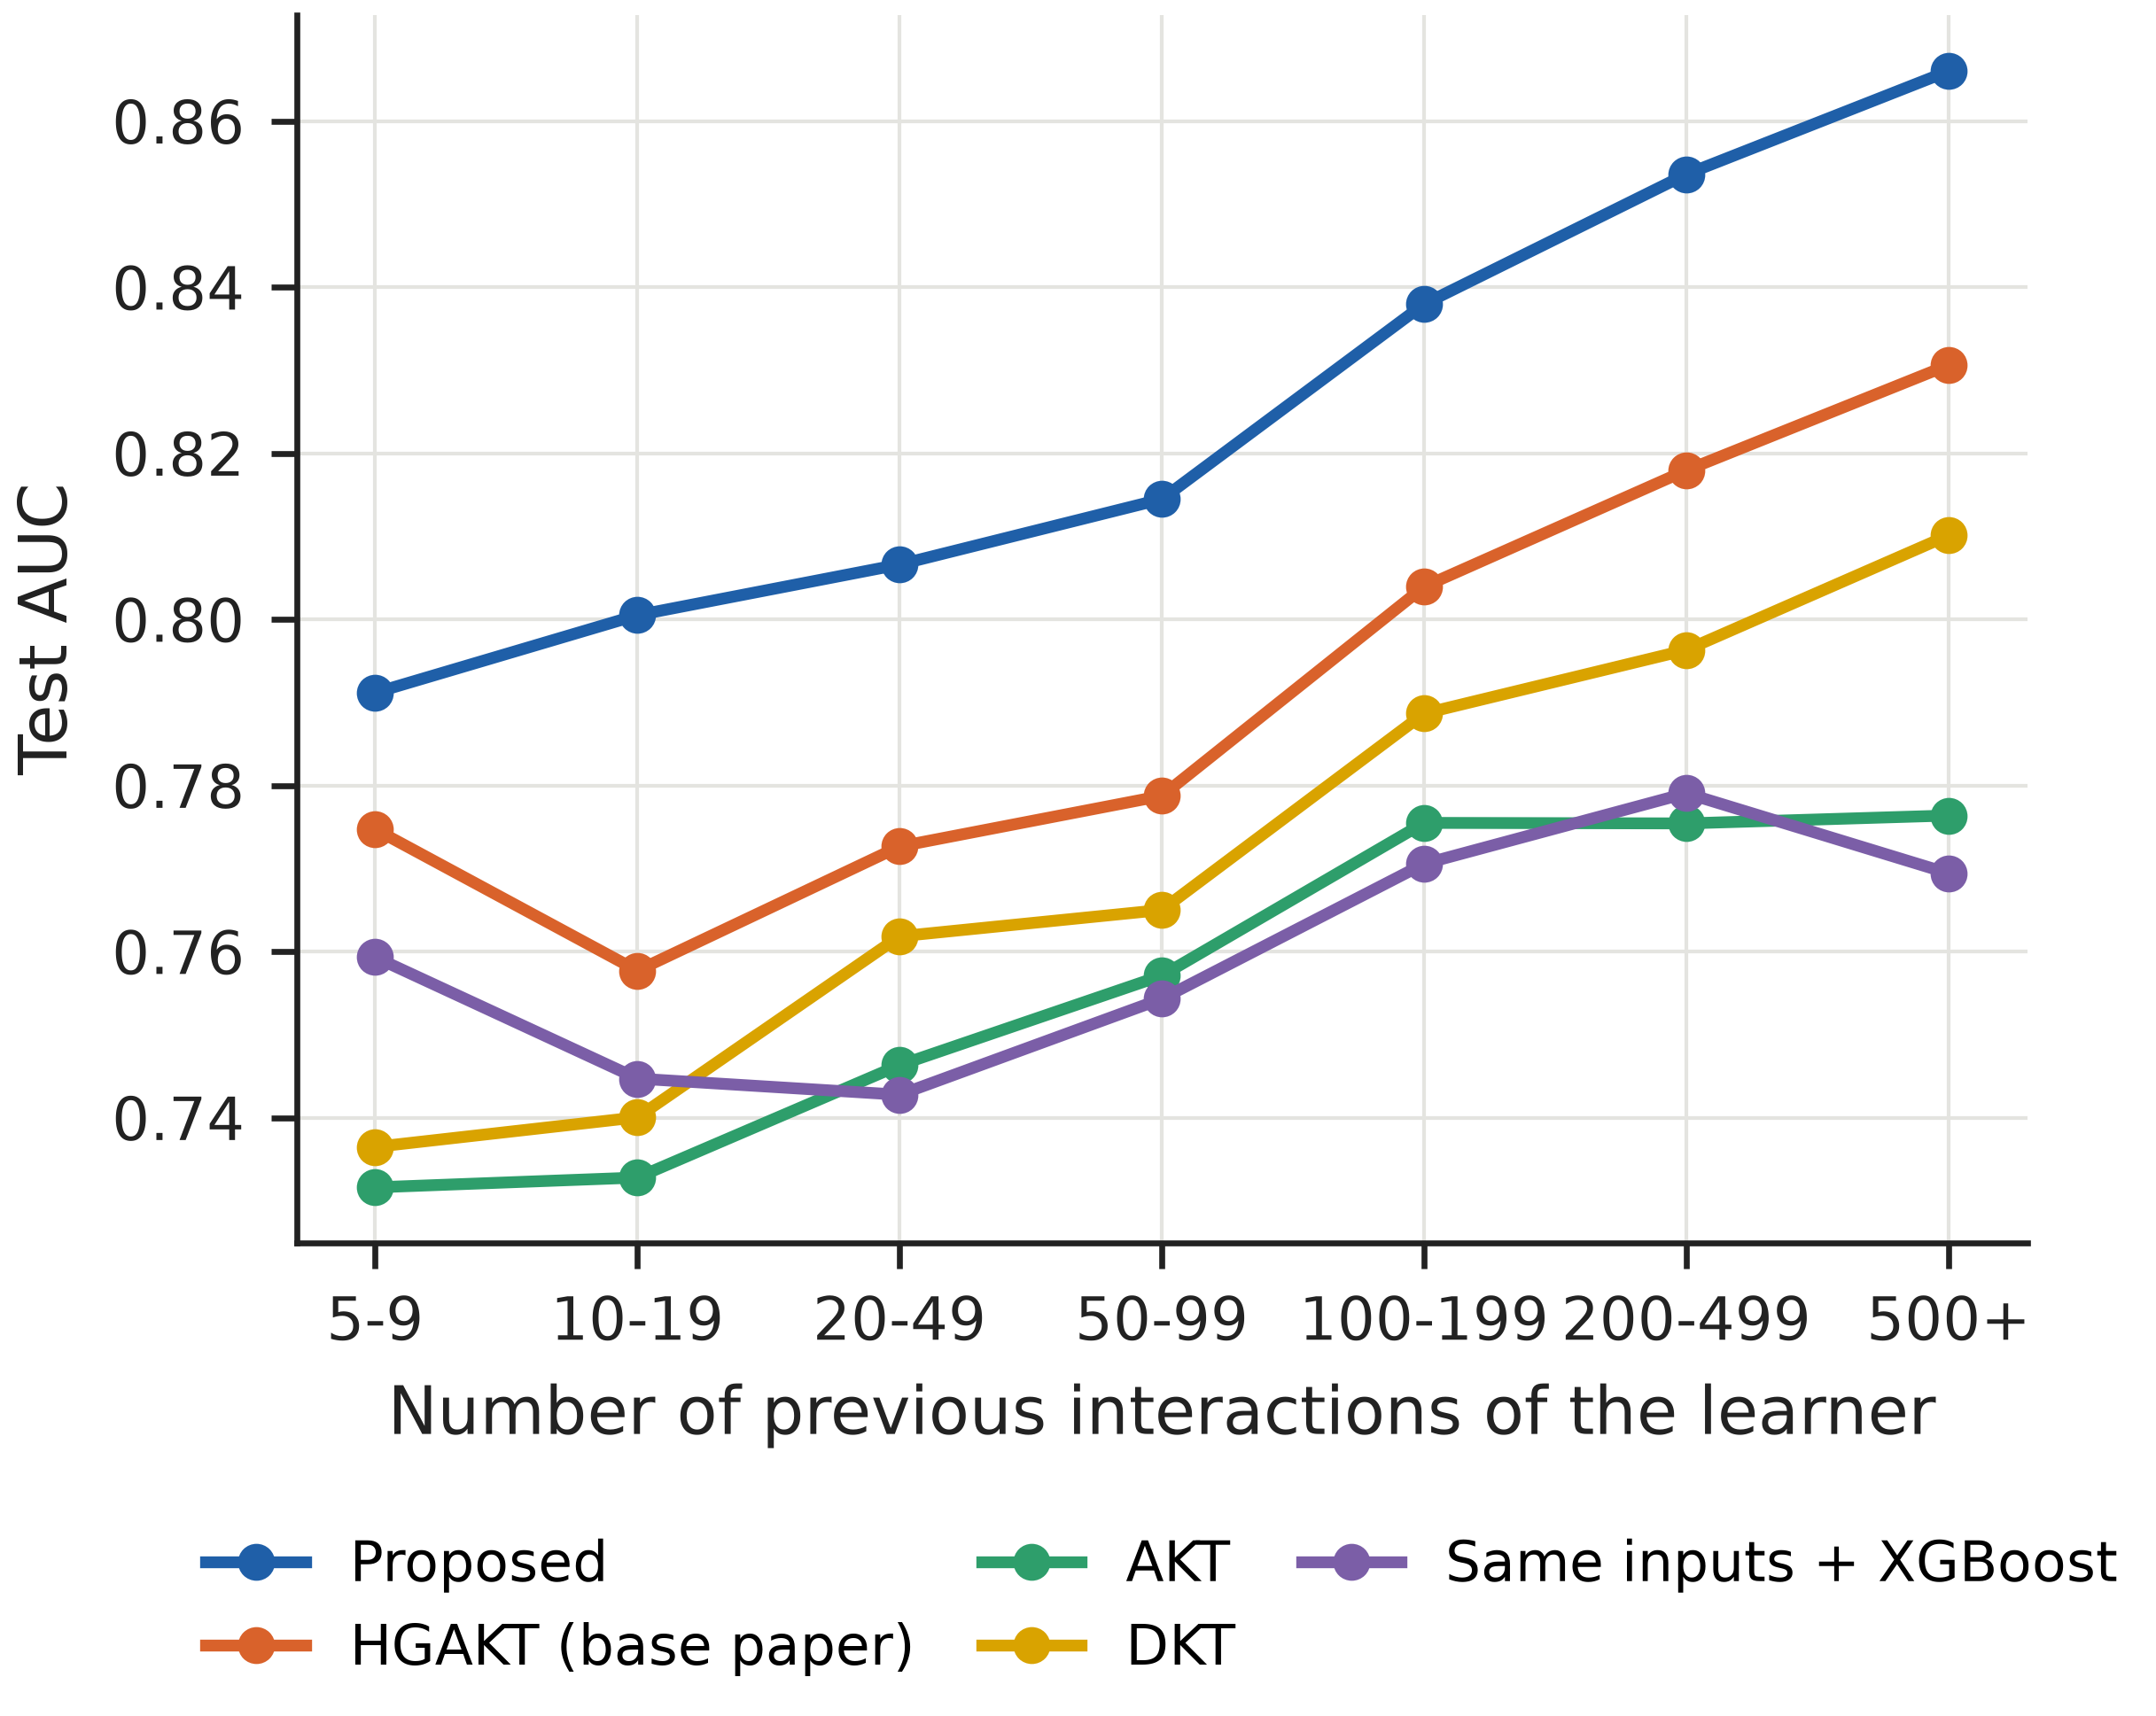 0.86
0.84
0.82
0.80
0.78
0.76
0.74
Test AUC
5-9 10-19 20-49 50-99 100-199 200-499 500+
Number of previous interactions of the learner
Proposed AKT Same inputs + XGBoost
HGAKT (base paper) DKT